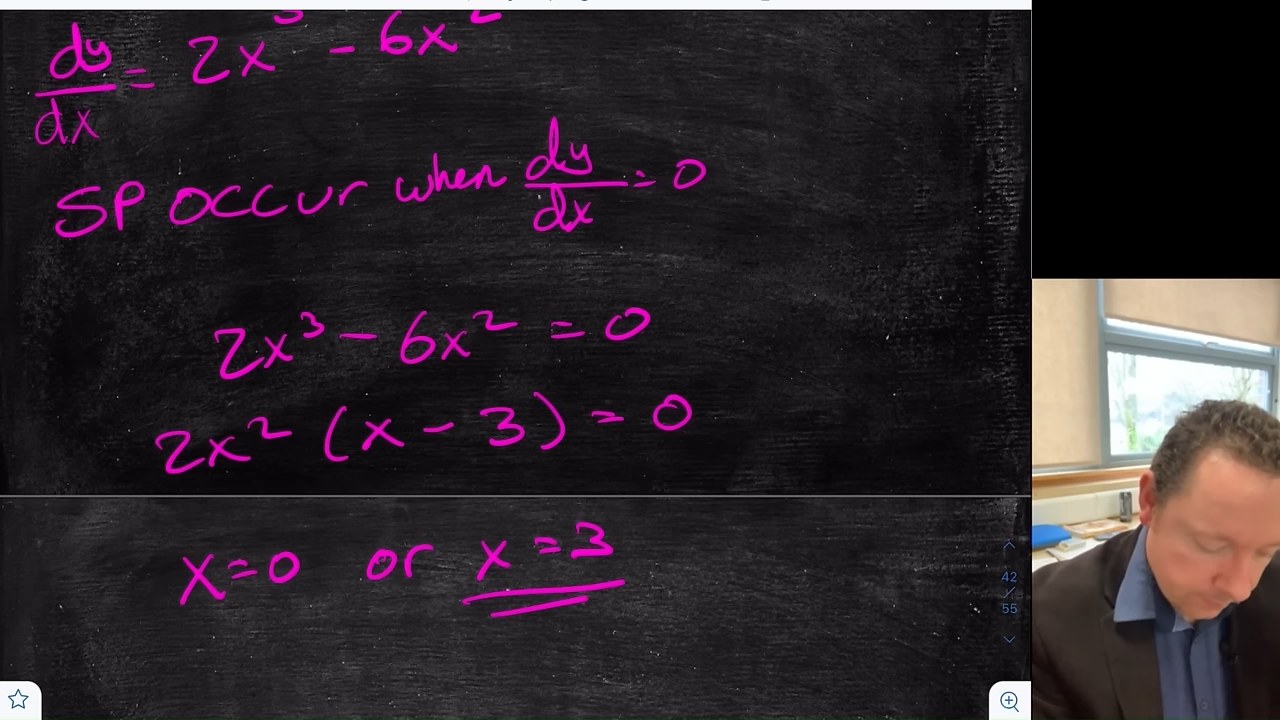 dy/dx = 2x³ - 6x²
SP occur when dy/dx = 0
2x³ - 6x² = 0
2x² (x - 3) = 0
x = 0 or x = 3
42
/
55